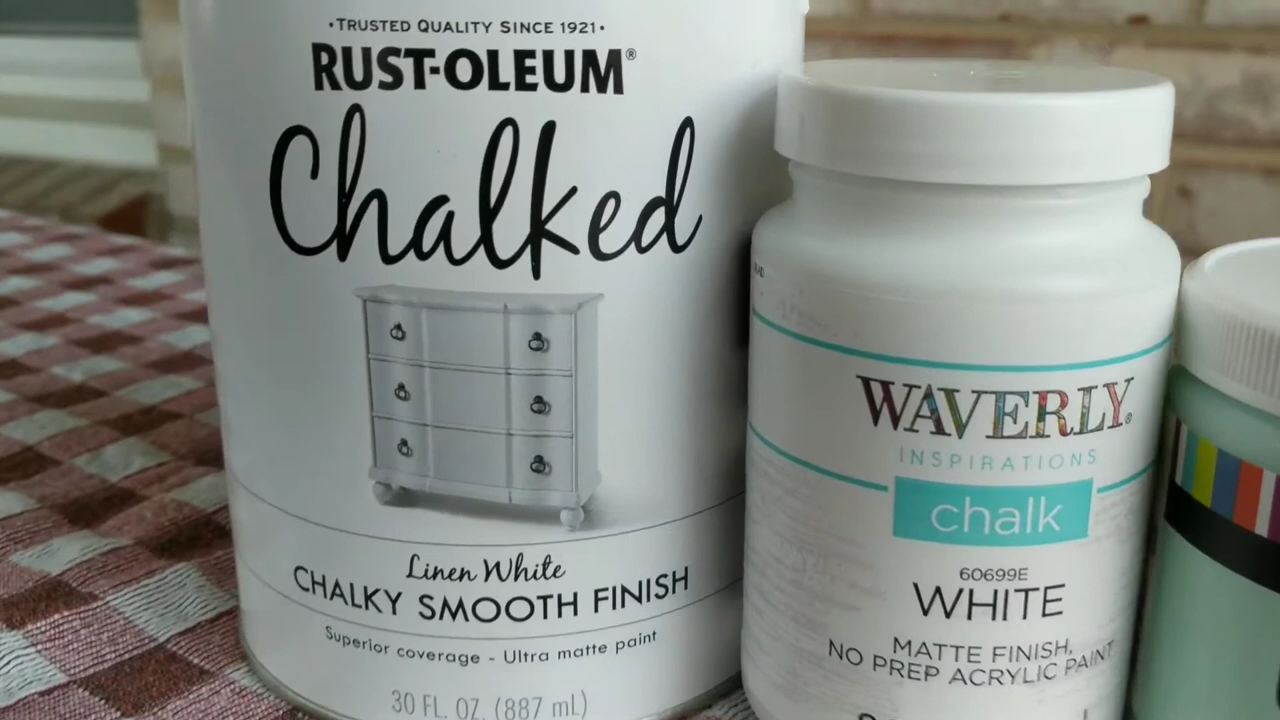 •TRUSTED QUALITY SINCE 1921•
RUST-OLEUM®
Chalked
Linen White
CHALKY SMOOTH FINISH
Superior coverage - Ultra matte paint
30 FL. OZ. (887 mL)
WAVERLY®
INSPIRATIONS
chalk
60699E
WHITE
MATTE FINISH,
NO PREP ACRYLIC PAINT